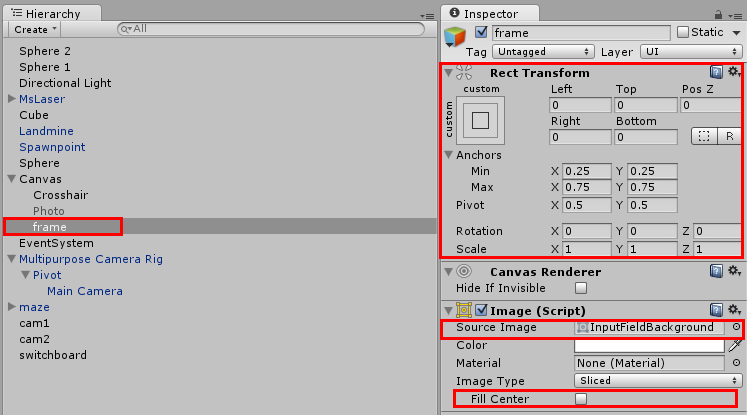 Hierarchy
Create
All
Sphere 2
Sphere 1
Directional Light
MsLaser
Cube
Landmine
Spawnpoint
Sphere
Canvas
Crosshair
Photo
frame
EventSystem
Multipurpose Camera Rig
Pivot
Main Camera
maze
cam1
cam2
switchboard
Inspector
frame Static
Tag Untagged Layer UI
Rect Transform
custom Left Top Pos Z
custom 0 0 0
Right Bottom
0 0 R
Anchors
Min X 0.25 Y 0.25
Max X 0.75 Y 0.75
Pivot X 0.5 Y 0.5
Rotation X 0 Y 0 Z 0
Scale X 1 Y 1 Z 1
Canvas Renderer
Hide If Invisible
Image (Script)
Source Image InputFieldBackground
Color
Material None (Material)
Image Type Sliced
Fill Center